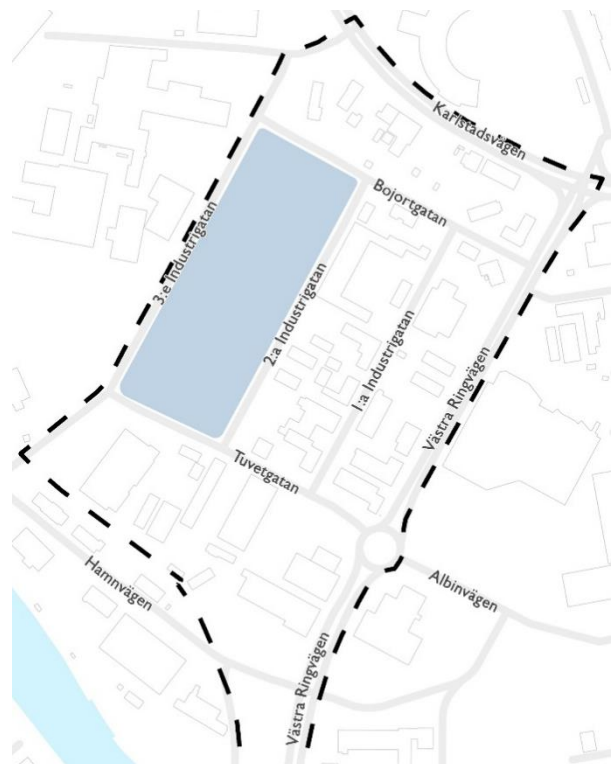 Karlstadsvägen
Bojortgatan
3:e Industrigatan
2:a Industrigatan
1:a Industrigatan
Västra Ringvägen
Tuvetgatan
Albinvägen
Hamnvägen
Västra Ringvägen